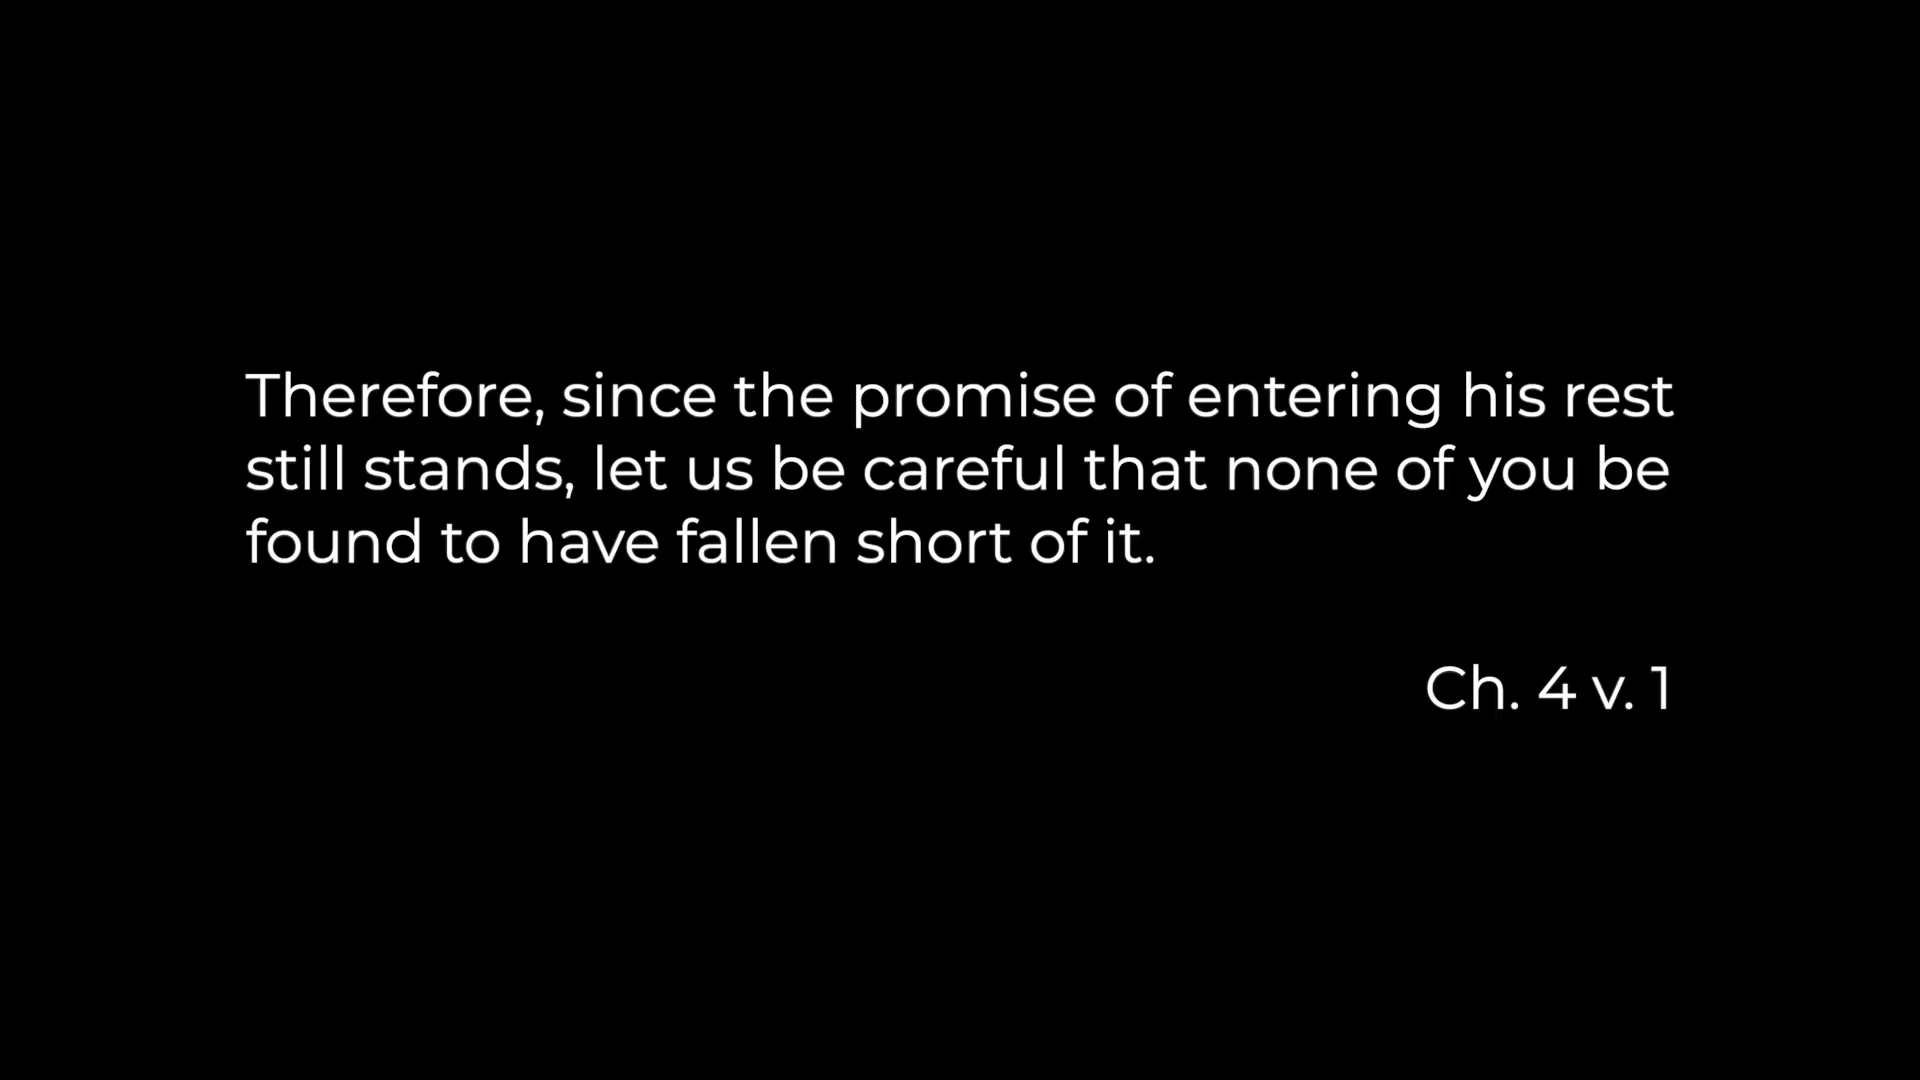 Therefore, since the promise of entering his rest
still stands, let us be careful that none of you be
found to have fallen short of it.
Ch. 4 v. 1